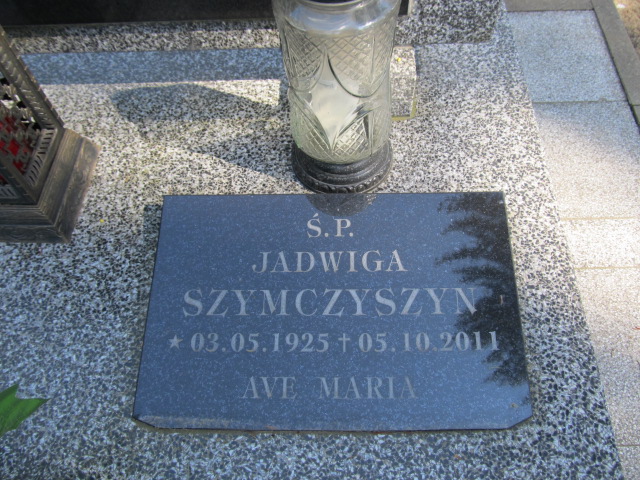 Ś.P.
JADWIGA
SZYMCZYSZYN
★ 03.05.1925 † 05.10.2011
AVE MARIA